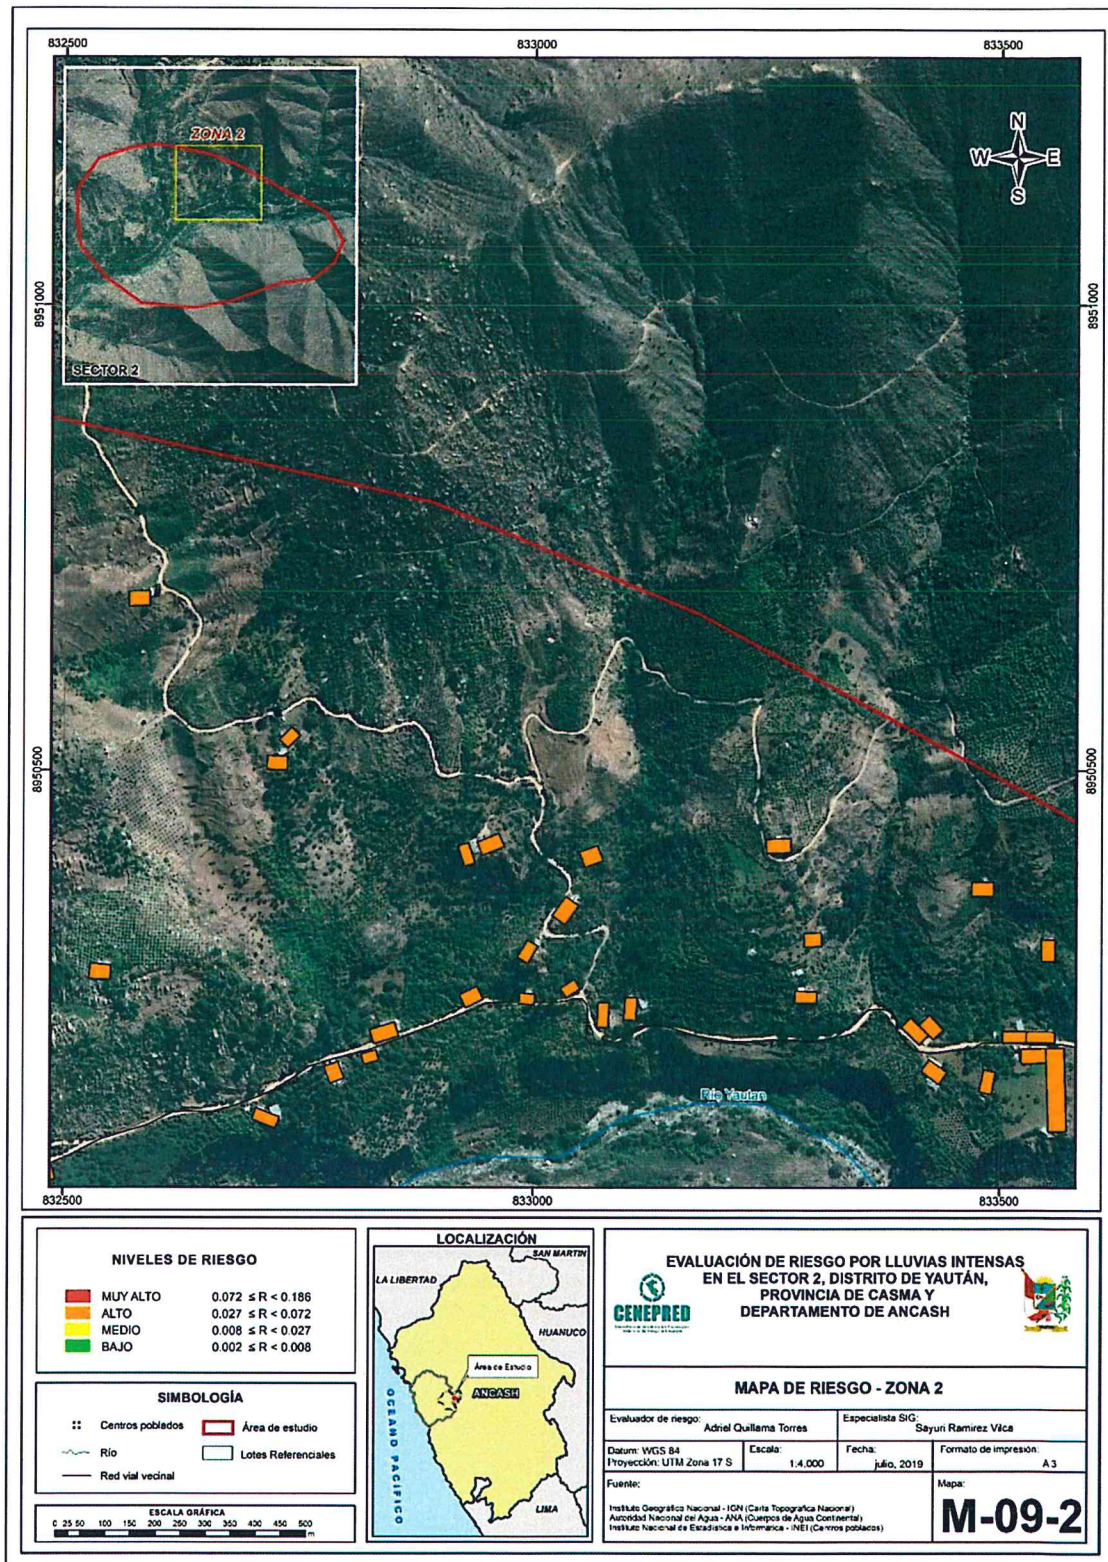 832500
833000
833500
ZONA 2
SECTOR 2
N
W
E
S
8951000
8951000
8950500
8950500
Río Yautan
832500
833000
833500
NIVELES DE RIESGO
MUY ALTO 0.072 ≤ R < 0.186
ALTO 0.027 ≤ R < 0.072
MEDIO 0.008 ≤ R < 0.027
BAJO 0.002 ≤ R < 0.008
SIMBOLOGÍA
Centros poblados
Área de estudio
Río
Lotes Referenciales
Red vial vecinal
ESCALA GRÁFICA
0 25 50 100 150 200 250 300 350 400 450 500
m
LOCALIZACIÓN
SAN MARTIN
LA LIBERTAD
HUANUCO
Área de Estudio
ANCASH
OCEANO PACIFICO
LIMA
CENEPRED
EVALUACIÓN DE RIESGO POR LLUVIAS INTENSAS
EN EL SECTOR 2, DISTRITO DE YAUTÁN,
PROVINCIA DE CASMA Y
DEPARTAMENTO DE ANCASH
MAPA DE RIESGO - ZONA 2
Evaluador de riesgo:
Adriel Quillama Torres
Especialista SIG:
Sayuri Ramirez Vilca
Datum: WGS 84
Proyección: UTM Zona 17 S
Escala:
1:4,000
Fecha:
julio, 2019
Formato de impresión:
A3
Fuente:
Instituto Geográfico Nacional - IGN (Carta Topográfica Nacional)
Autoridad Nacional del Agua - ANA (Cuerpos de Agua Continental)
Instituto Nacional de Estadística e Informatica - INEI (Centros poblados)
Mapa:
M-09-2